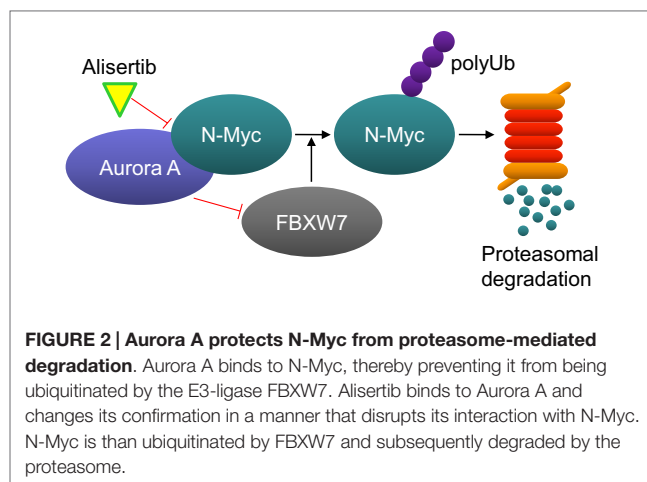 Alisertib
polyUb
N-Myc
N-Myc
Aurora A
FBXW7
Proteasomal
degradation
FIGURE 2 | Aurora A protects N-Myc from proteasome-mediated
degradation. Aurora A binds to N-Myc, thereby preventing it from being
ubiquitinated by the E3-ligase FBXW7. Alisertib binds to Aurora A and
changes its confirmation in a manner that disrupts its interaction with N-Myc.
N-Myc is than ubiquitinated by FBXW7 and subsequently degraded by the
proteasome.